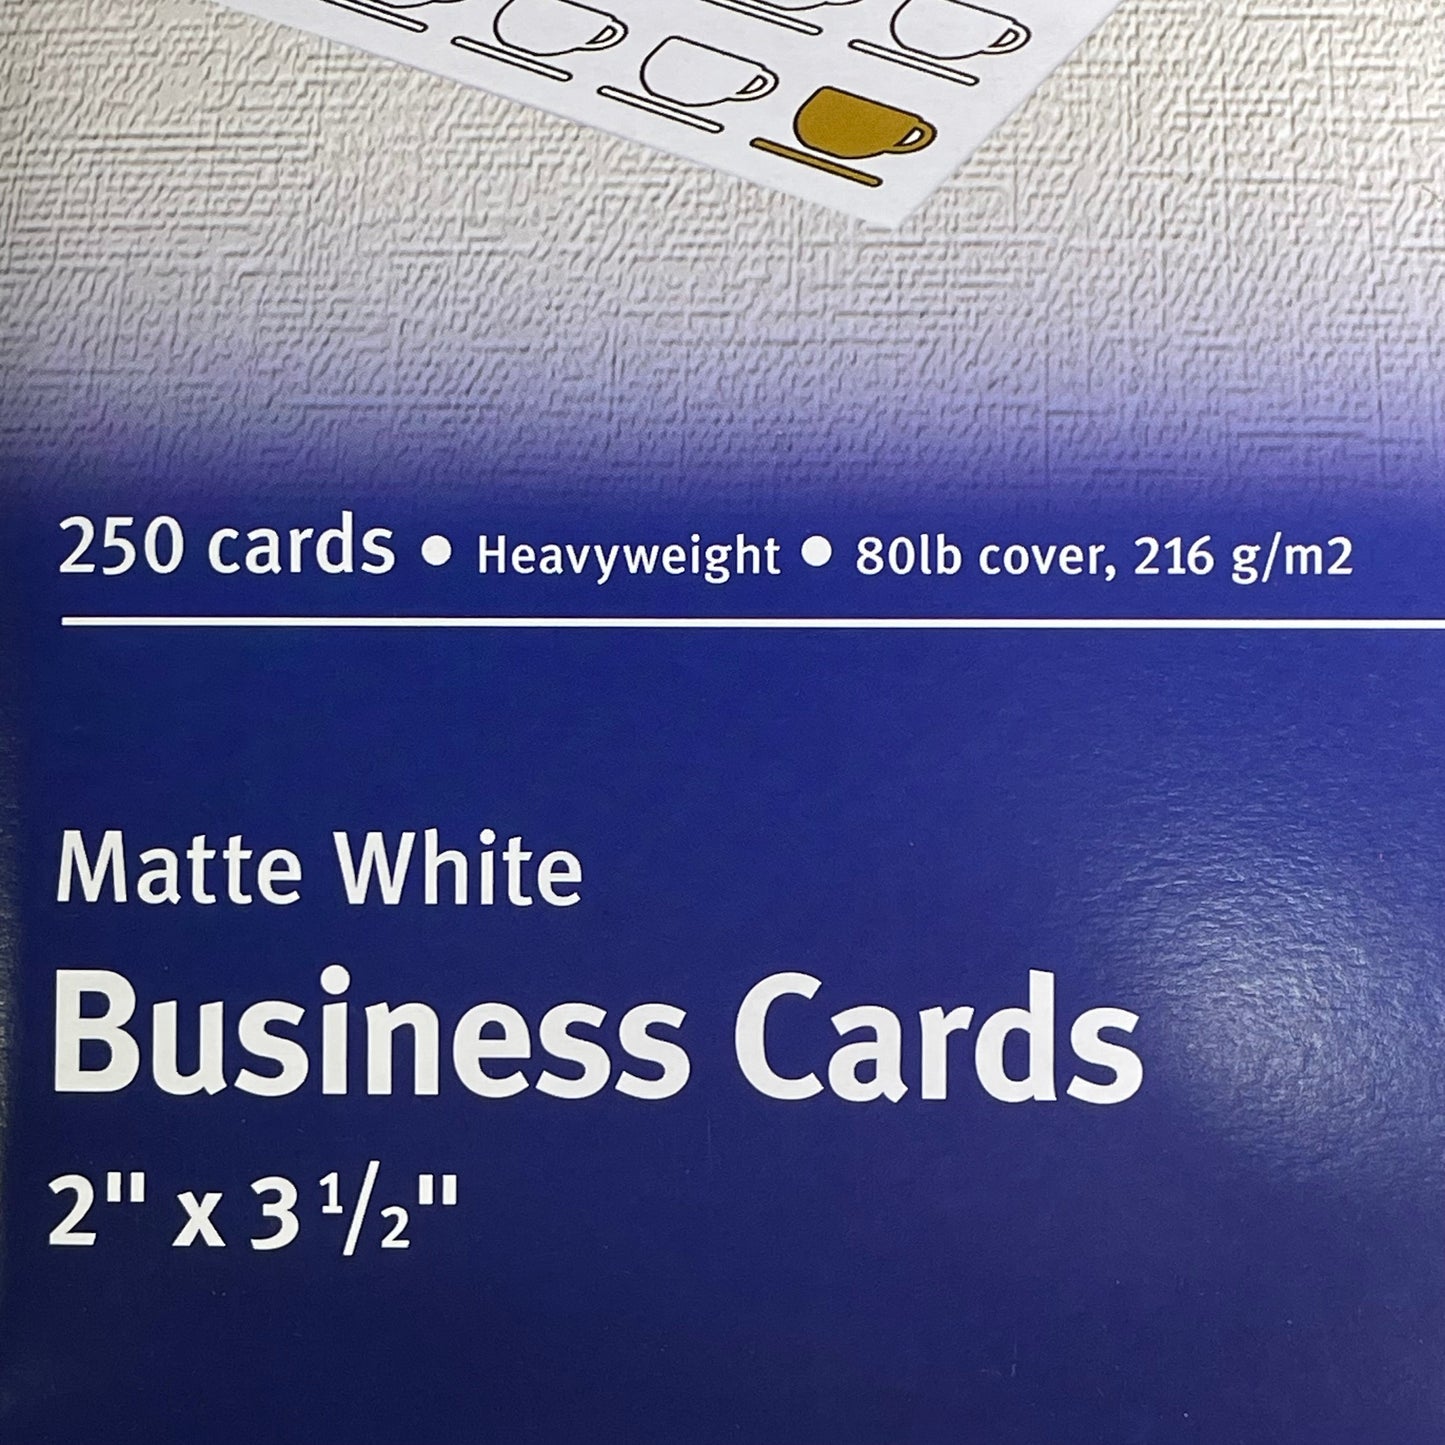 250 cards • Heavyweight • 80lb cover, 216 g/m2
Matte White
Business Cards
2" x 3 1/2"